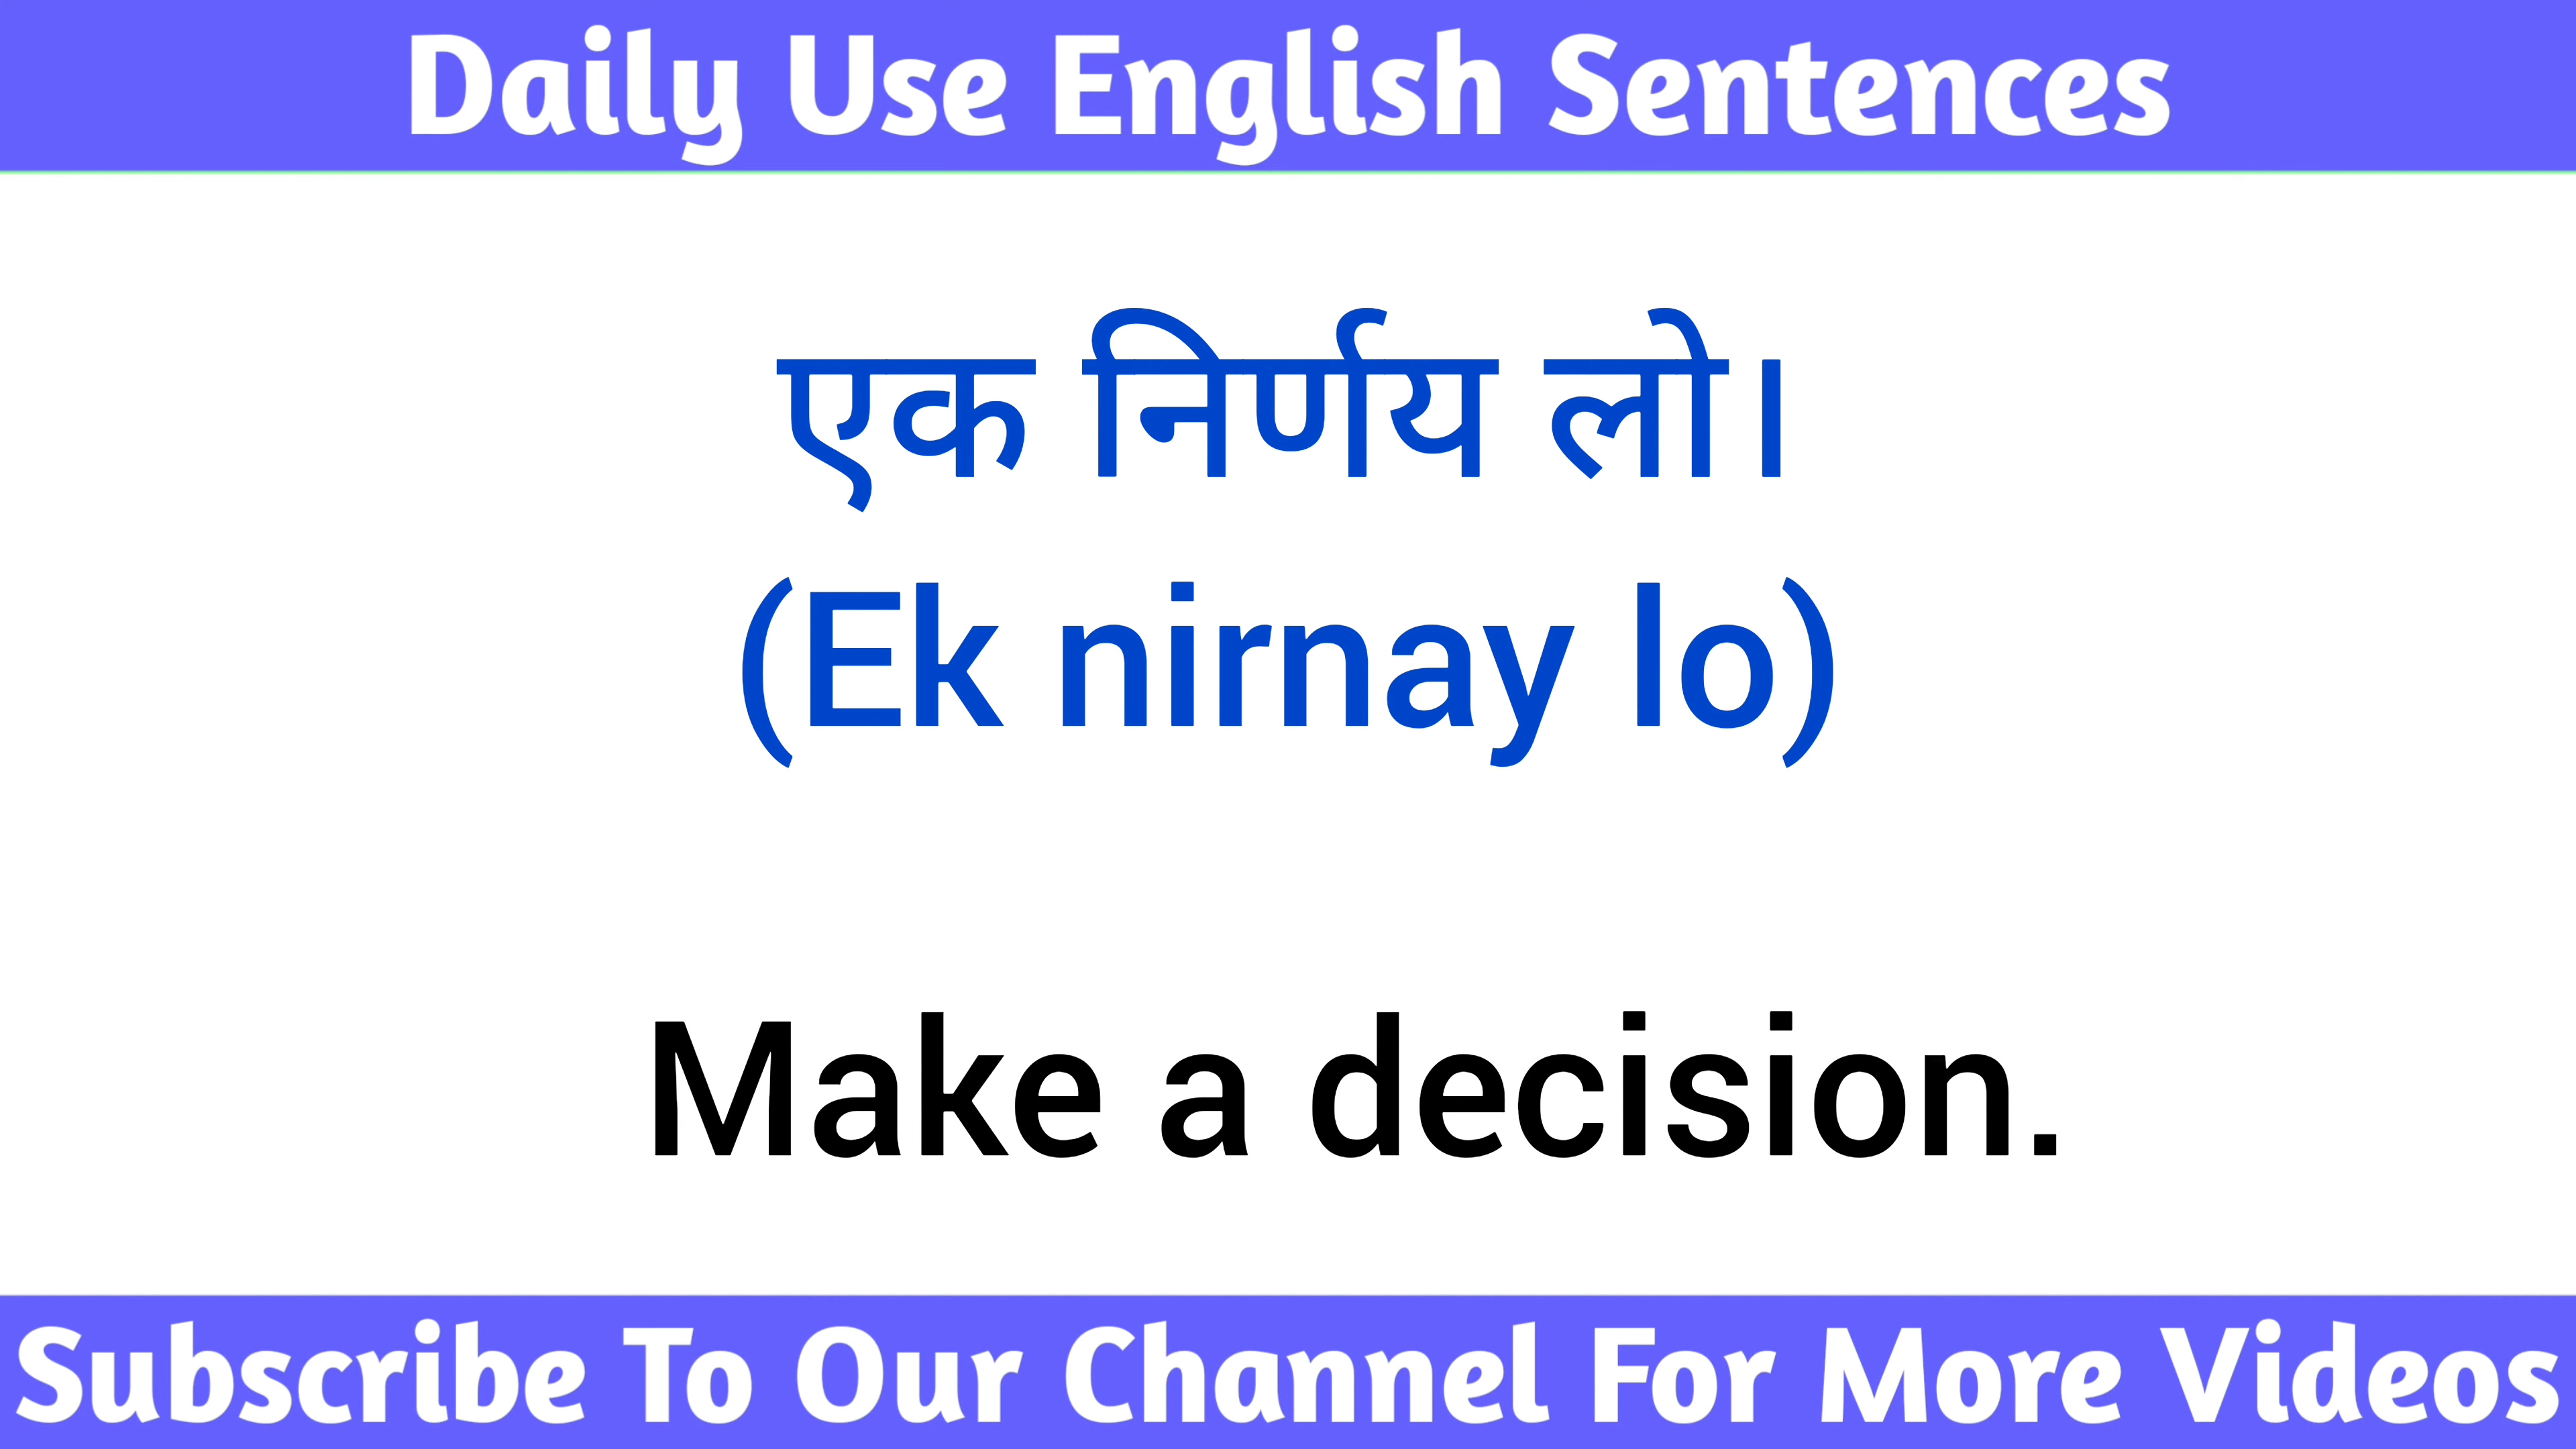 Daily Use English Sentences
एक निर्णय लो।
(Ek nirnay lo)
Make a decision.
Subscribe To Our Channel For More Videos